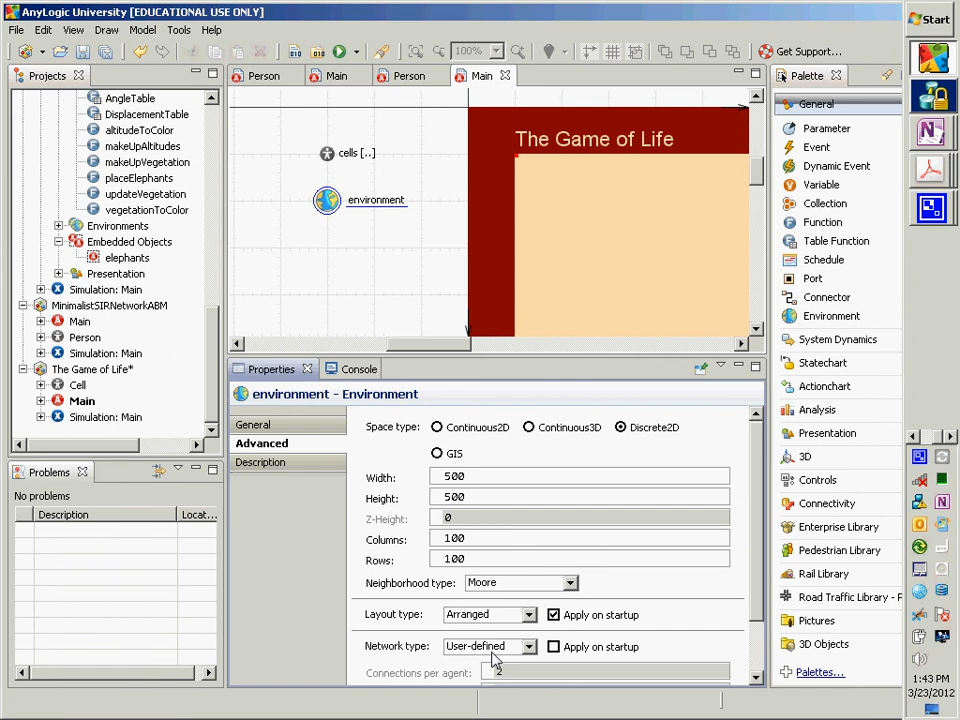 AnyLogic University [EDUCATIONAL USE ONLY]
Start
File Edit View Draw Model Tools Help
100% Get Support...
Projects
Person Main Person Main
Palette
AngleTable
DisplacementTable
altitudeToColor
makeUpAltitudes
makeUpVegetation
placeElephants
updateVegetation
vegetationToColor
Environments
Embedded Objects
elephants
Presentation
Simulation: Main
MinimalistSIRNetworkABM
Main
Person
Simulation: Main
The Game of Life*
Cell
Main
Simulation: Main
cells [..]
environment
The Game of Life
General
Parameter
Event
Dynamic Event
Variable
Collection
Function
Table Function
Schedule
Port
Connector
Environment
System Dynamics
Statechart
Actionchart
Analysis
Presentation
3D
Controls
Connectivity
Enterprise Library
Pedestrian Library
Rail Library
Road Traffic Library - P
Pictures
3D Objects
Palettes...
Properties Console
environment - Environment
General
Advanced
Description
Space type: Continuous2D Continuous3D Discrete2D
GIS
Width: 500
Height: 500
Z-Height: 0
Columns: 100
Rows: 100
Neighborhood type: Moore
Layout type: Arranged Apply on startup
Network type: User-defined Apply on startup
Connections per agent: 2
Problems
No problems
Description Locat...
1:43 PM
3/23/2012